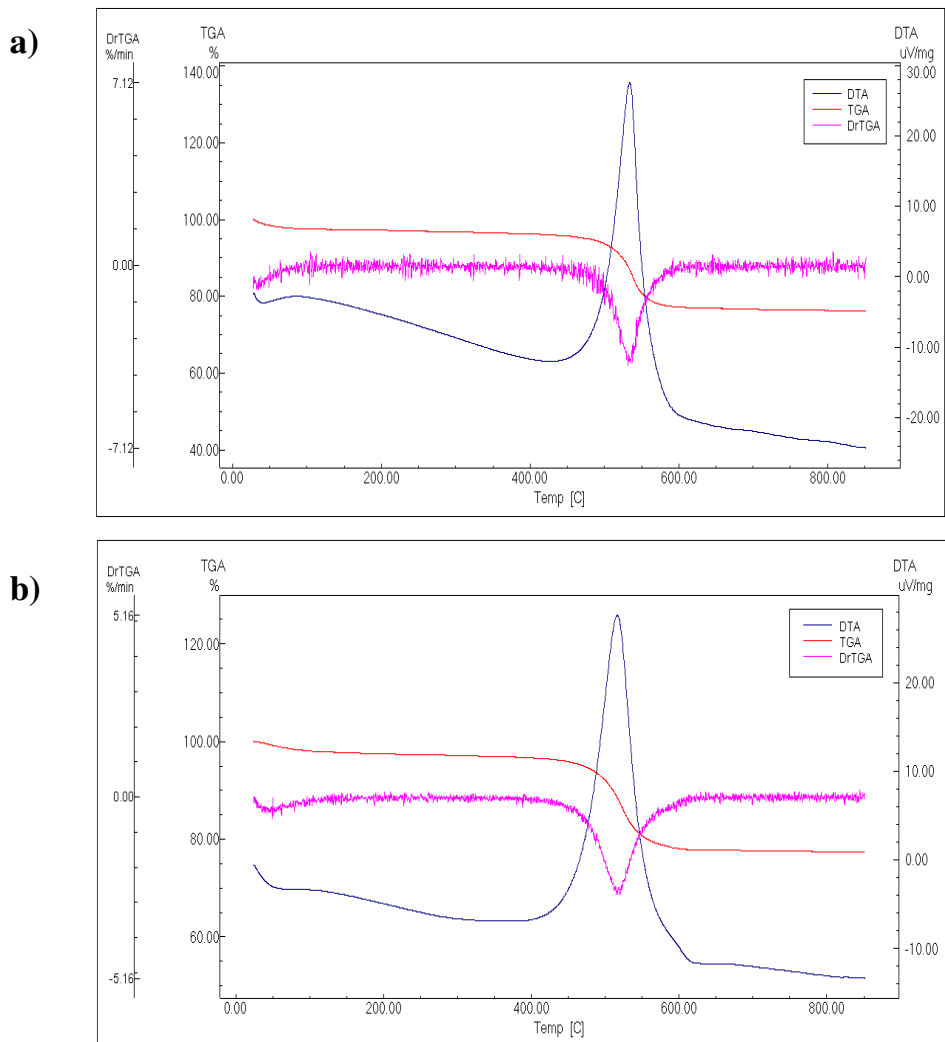 a)
DrTGA
%/min
TGA
%
DTA
uV/mg
7.12
0.00
-7.12
140.00
120.00
100.00
80.00
60.00
40.00
30.00
20.00
10.00
0.00
-10.00
-20.00
DTA
TGA
DrTGA
0.00 200.00 400.00 600.00 800.00
Temp [C]
b)
DrTGA
%/min
TGA
%
DTA
uV/mg
5.16
0.00
-5.16
120.00
100.00
80.00
60.00
20.00
10.00
0.00
-10.00
DTA
TGA
DrTGA
0.00 200.00 400.00 600.00 800.00
Temp [C]